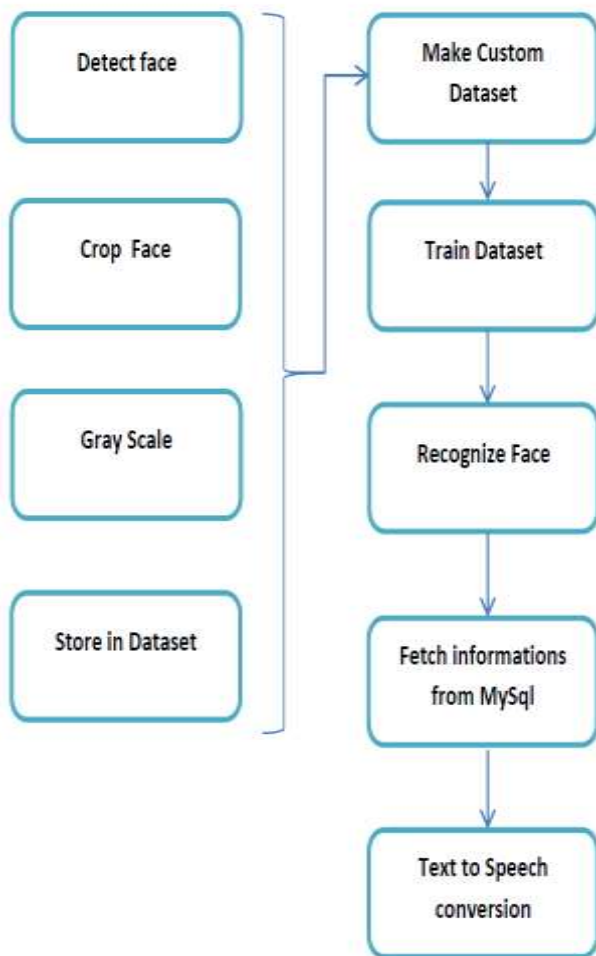 Detect face
Crop Face
Gray Scale
Store in Dataset
Make Custom
Dataset
Train Dataset
Recognize Face
Fetch informations
from MySql
Text to Speech
conversion